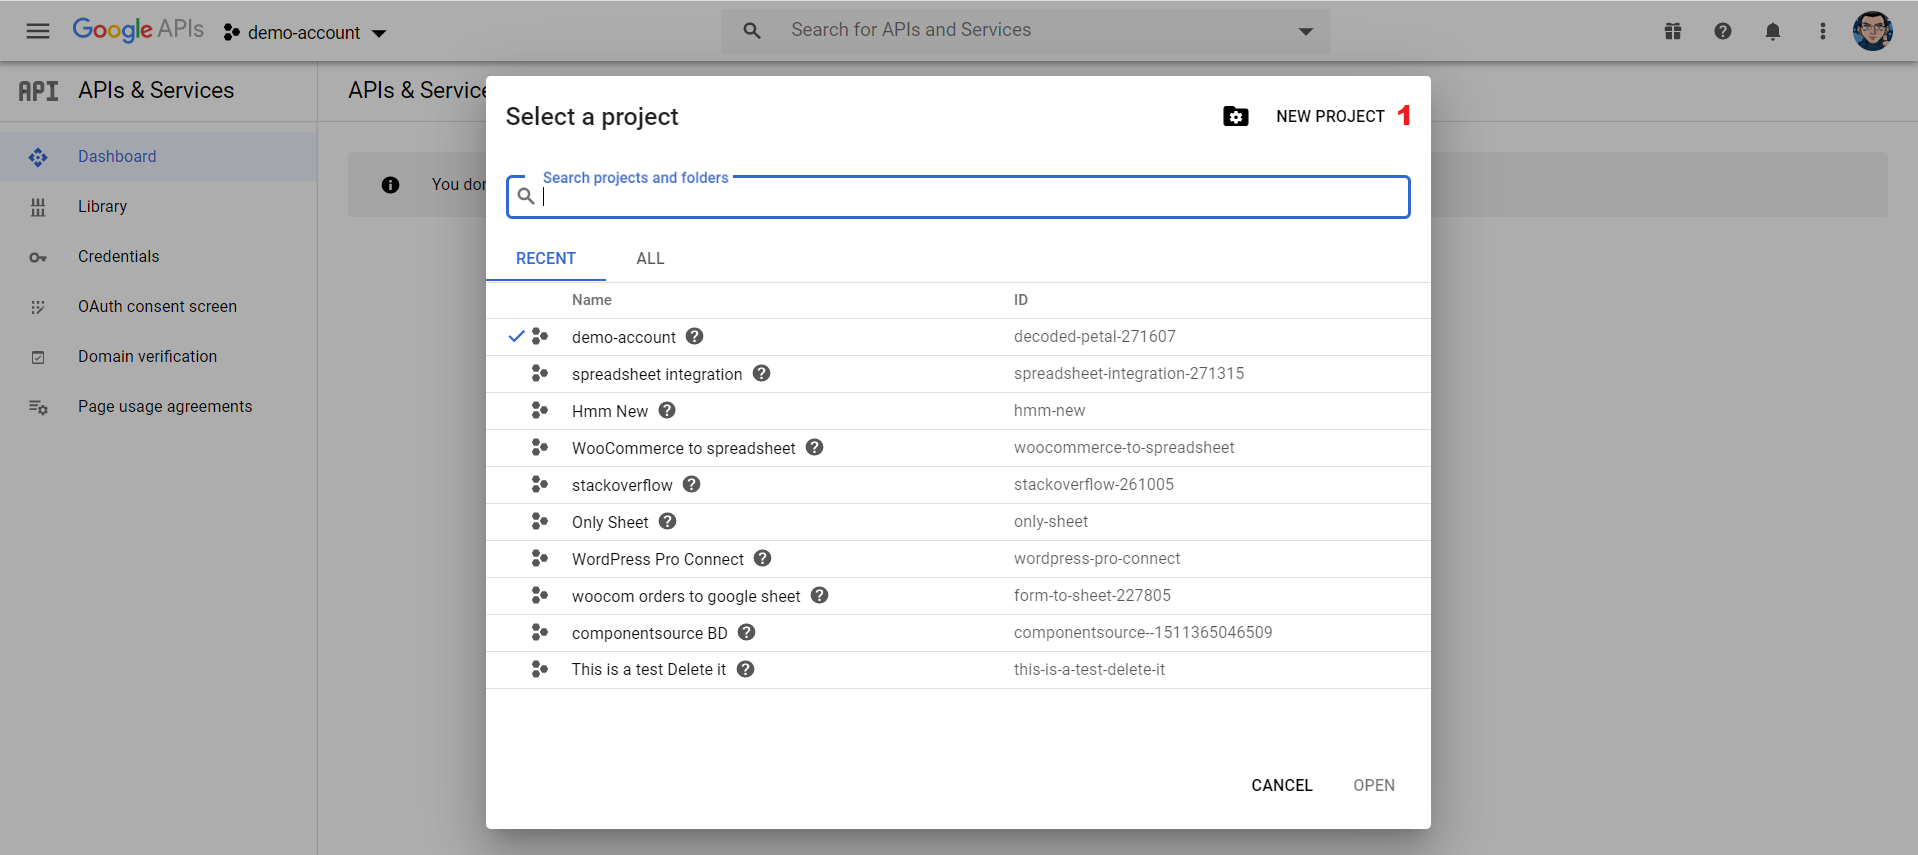 Google APIs
demo-account
Search for APIs and Services
API APIs & Services
APIs & Service
Dashboard
Library
Credentials
OAuth consent screen
Domain verification
Page usage agreements
You don
Select a project
NEW PROJECT 1
Search projects and folders
RECENT ALL
Name ID
demo-account decoded-petal-271607
spreadsheet integration spreadsheet-integration-271315
Hmm New hmm-new
WooCommerce to spreadsheet woocommerce-to-spreadsheet
stackoverflow stackoverflow-261005
Only Sheet only-sheet
WordPress Pro Connect wordpress-pro-connect
woocom orders to google sheet form-to-sheet-227805
componentsource BD componentsource--1511365046509
This is a test Delete it this-is-a-test-delete-it
CANCEL OPEN